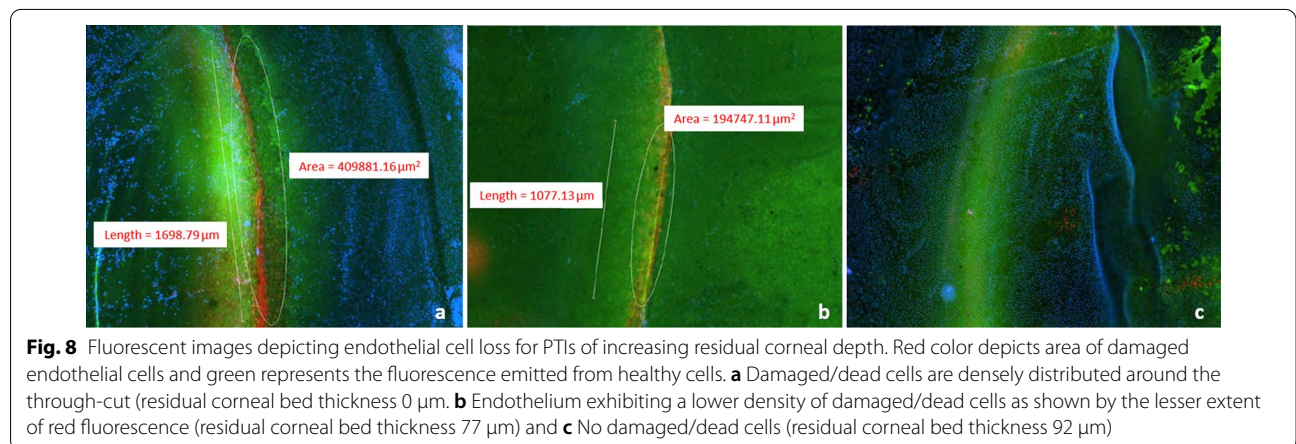 Area = 409881.16 µm²
Length = 1698.79 µm
a
Area = 194747.11 µm²
Length = 1077.13 µm
b
c
Fig. 8 Fluorescent images depicting endothelial cell loss for PTIs of increasing residual corneal depth. Red color depicts area of damaged
endothelial cells and green represents the fluorescence emitted from healthy cells. a Damaged/dead cells are densely distributed around the
through-cut (residual corneal bed thickness 0 µm. b Endothelium exhibiting a lower density of damaged/dead cells as shown by the lesser extent
of red fluorescence (residual corneal bed thickness 77 µm) and c No damaged/dead cells (residual corneal bed thickness 92 µm)